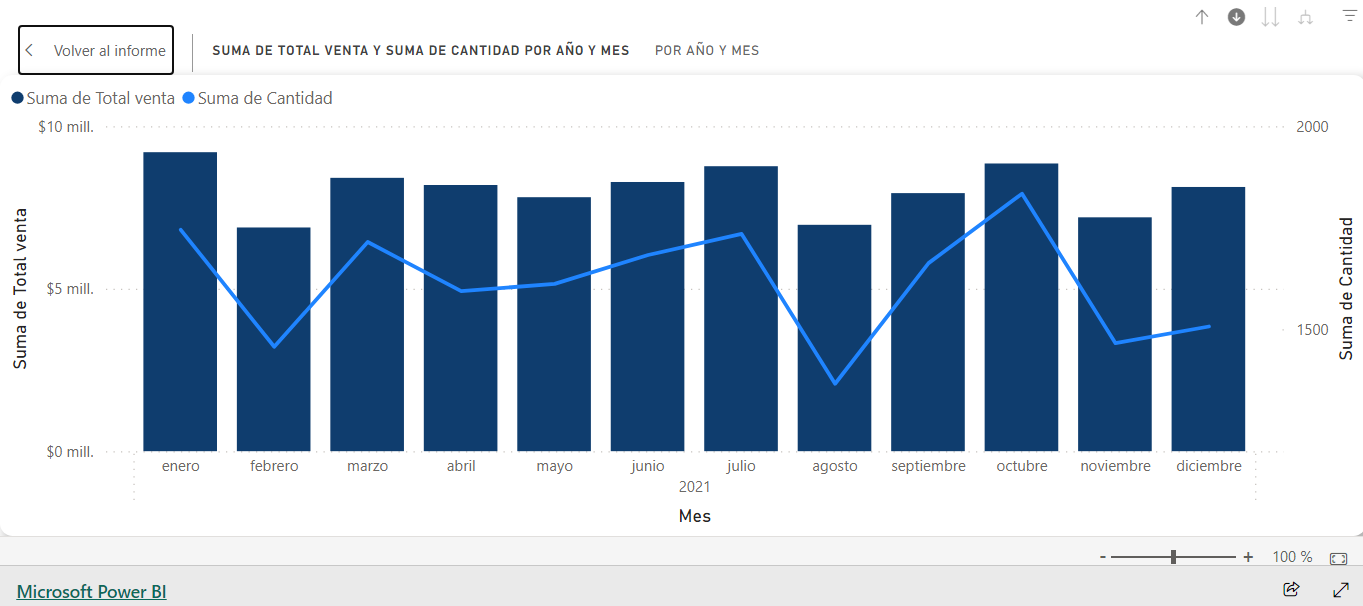 Volver al informe
SUMA DE TOTAL VENTA Y SUMA DE CANTIDAD POR AÑO Y MES
POR AÑO Y MES
Suma de Total venta
Suma de Cantidad
$10 mill.
$5 mill.
$0 mill.
Suma de Total venta
2000
1500
Suma de Cantidad
enero
febrero
marzo
abril
mayo
junio
julio
agosto
septiembre
octubre
noviembre
diciembre
2021
Mes
- + 100 %
Microsoft Power BI